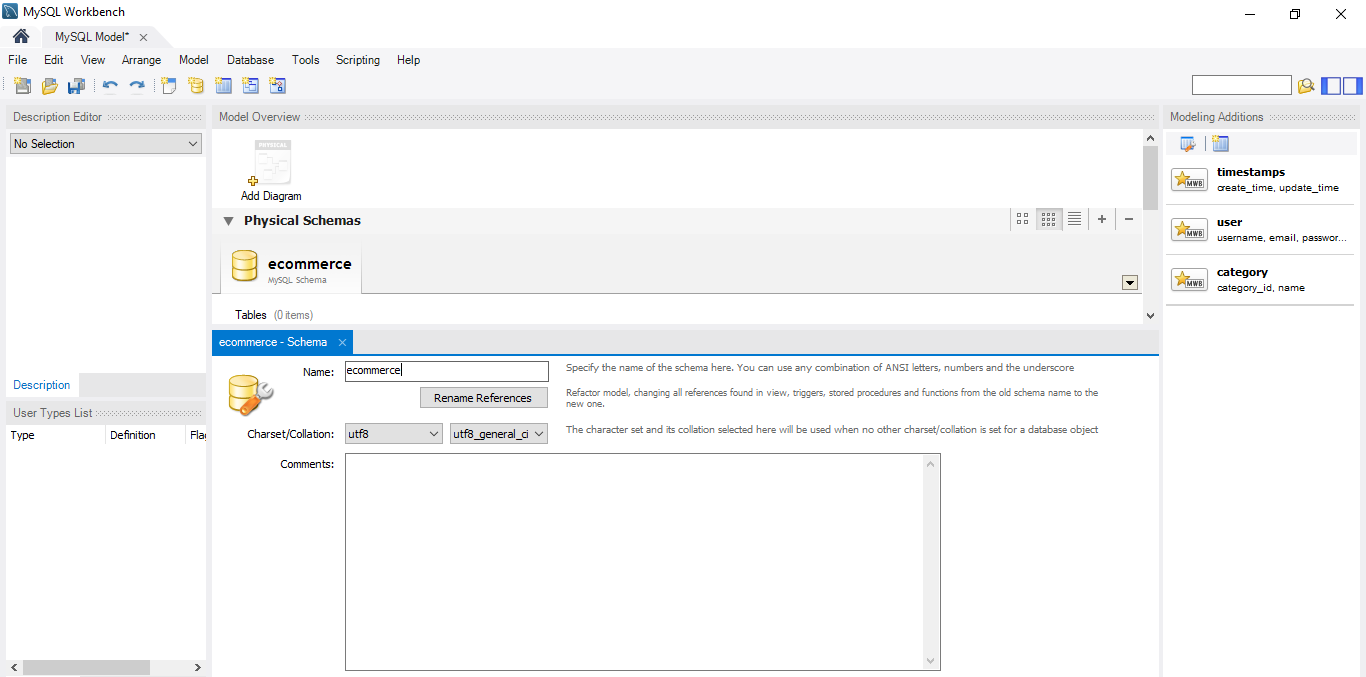 MySQL Workbench
MySQL Model*
File Edit View Arrange Model Database Tools Scripting Help
Description Editor
No Selection
Description
User Types List
Type Definition Flag
Model Overview
PHYSICAL
Add Diagram
Physical Schemas
ecommerce
MySQL Schema
Tables (0 items)
ecommerce - Schema
Name: ecommerce
Specify the name of the schema here. You can use any combination of ANSI letters, numbers and the underscore
Rename References
Refactor model, changing all references found in view, triggers, stored procedures and functions from the old schema name to the
new one.
Charset/Collation: utf8 utf8_general_ci
The character set and its collation selected here will be used when no other charset/collation is set for a database object
Comments:
Modeling Additions
MWB
timestamps
create_time, update_time
MWB
user
username, email, passwor...
MWB
category
category_id, name